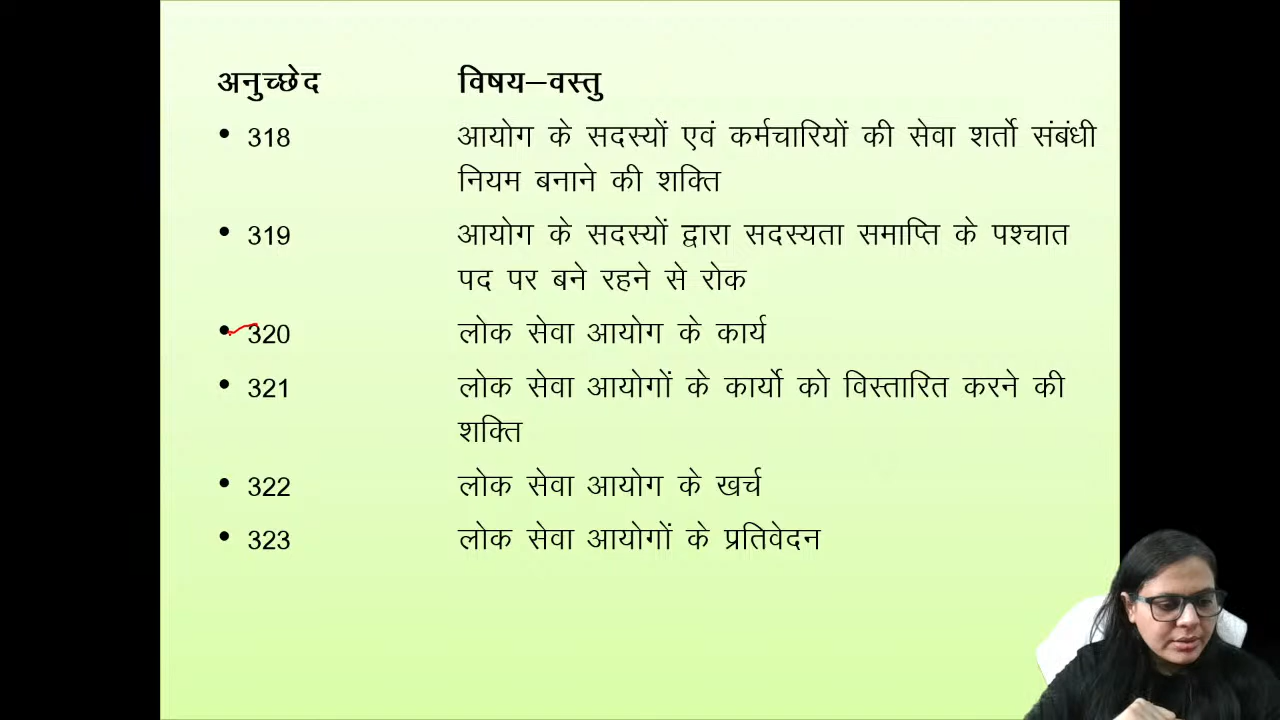 अनुच्छेद विषय–वस्तु
• 318 आयोग के सदस्यों एवं कर्मचारियों की सेवा शर्तो संबंधी
नियम बनाने की शक्ति
• 319 आयोग के सदस्यों द्वारा सदस्यता समाप्ति के पश्चात
पद पर बने रहने से रोक
• 320 लोक सेवा आयोग के कार्य
• 321 लोक सेवा आयोगों के कार्यो को विस्तारित करने की
शक्ति
• 322 लोक सेवा आयोग के खर्च
• 323 लोक सेवा आयोगों के प्रतिवेदन